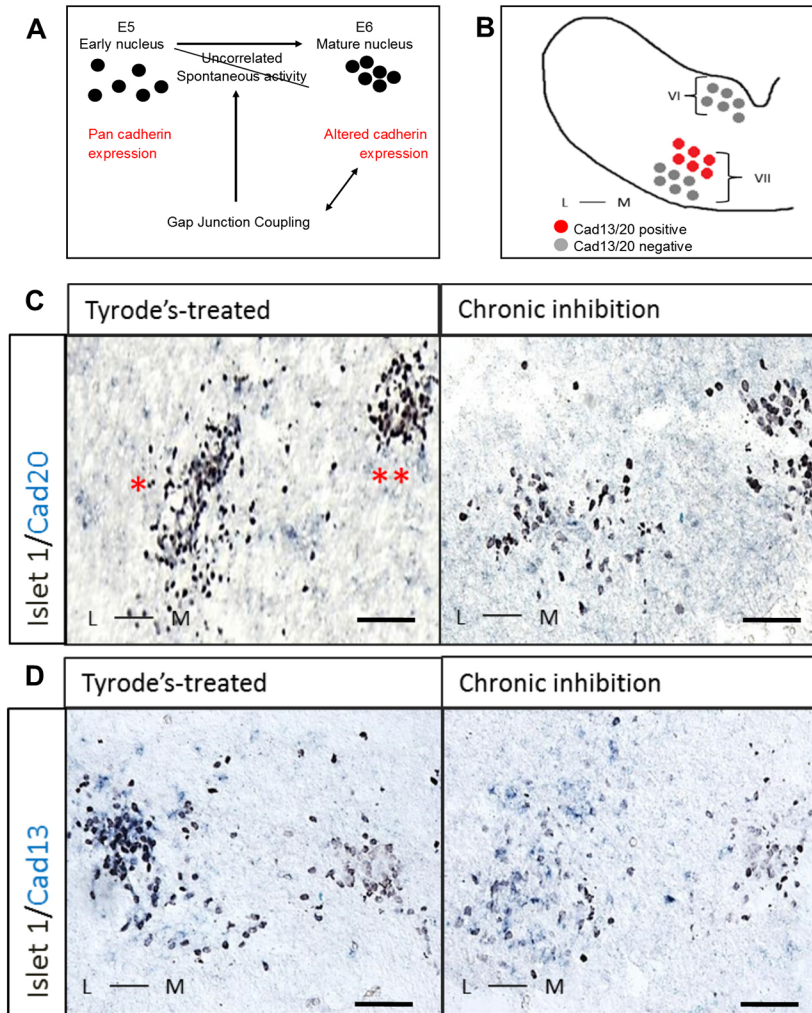 A
E5
Early nucleus
E6
Mature nucleus
Uncorrelated
Spontaneous activity
Pan cadherin
expression
Altered cadherin
expression
Gap Junction Coupling
B
VI
VII
L — M
Cad13/20 positive
Cad13/20 negative
C
Tyrode's-treated
Chronic inhibition
Islet 1/Cad20
*
**
L — M
L — M
D
Tyrode's-treated
Chronic inhibition
Islet 1/Cad13
L — M
L — M